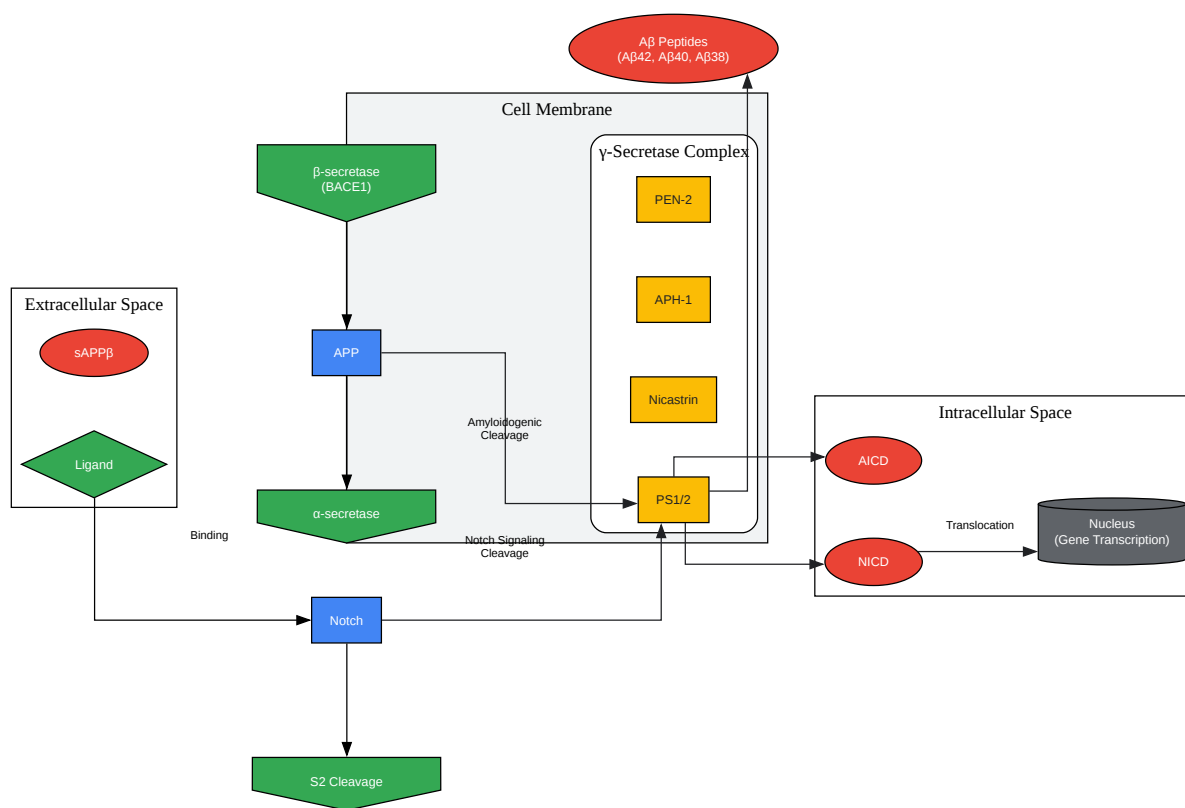 Aβ Peptides
(Aβ42, Aβ40, Aβ38)
Cell Membrane
γ-Secretase Complex
β-secretase
(BACE1)
PEN-2
Extracellular Space
APH-1
sAPPβ
APP
Nicastrin
Amyloidogenic
Cleavage
Intracellular Space
Ligand
AICD
PS1/2
α-secretase
Binding
Notch Signaling
Cleavage
Translocation
Nucleus
(Gene Transcription)
NICD
Notch
S2 Cleavage